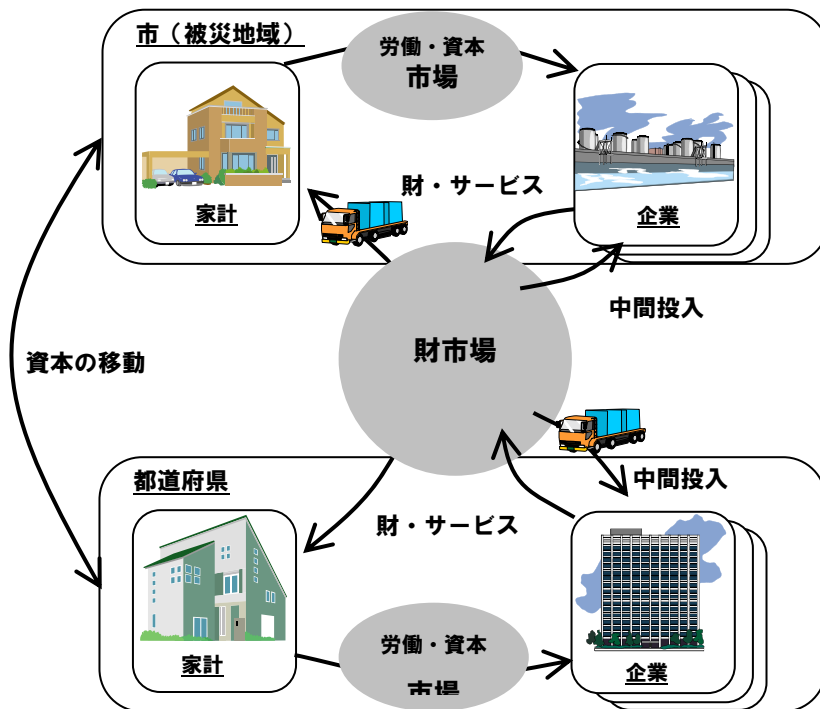 市（被災地域）
労働・資本
市場
家計
財・サービス
企業
中間投入
財市場
資本の移動
都道府県
中間投入
財・サービス
家計
労働・資本
市場
企業